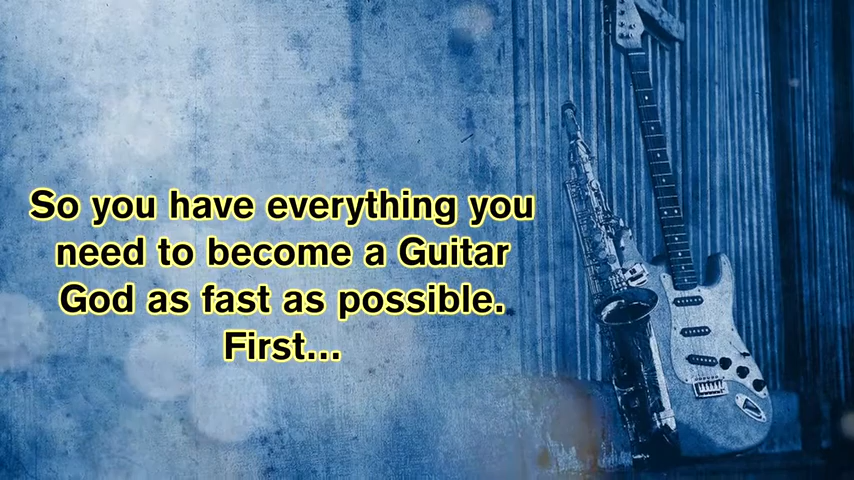 So you have everything you
need to become a Guitar
God as fast as possible.
First...